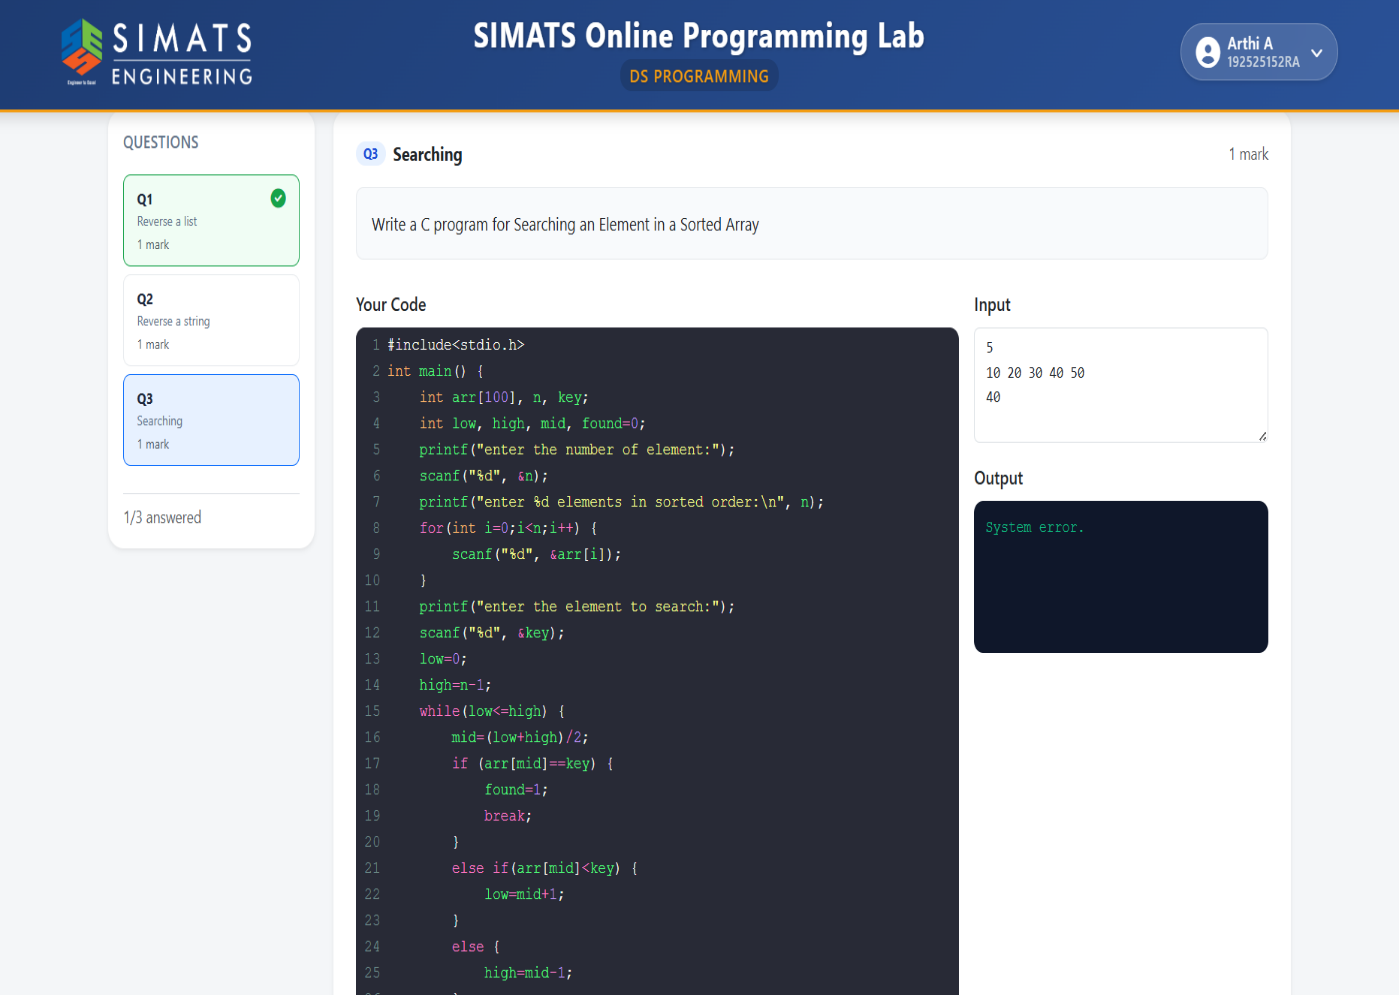 SIMATS
ENGINEERING
Engineer to Excel
SIMATS Online Programming Lab
DS PROGRAMMING
Arthi A
192525152RA
QUESTIONS
Q1
Reverse a list
1 mark
Q2
Reverse a string
1 mark
Q3
Searching
1 mark
1/3 answered
Q3 Searching
1 mark
Write a C program for Searching an Element in a Sorted Array
Your Code
1 #include<stdio.h>
2 int main() {
3     int arr[100], n, key;
4     int low, high, mid, found=0;
5     printf("enter the number of element:");
6     scanf("%d", &n);
7     printf("enter %d elements in sorted order:\n", n);
8     for(int i=0;i<n;i++) {
9         scanf("%d", &arr[i]);
10     }
11     printf("enter the element to search:");
12     scanf("%d", &key);
13     low=0;
14     high=n-1;
15     while(low<=high) {
16         mid=(low+high)/2;
17         if (arr[mid]==key) {
18             found=1;
19             break;
20         }
21         else if(arr[mid]<key) {
22             low=mid+1;
23         }
24         else {
25             high=mid-1;
Input
5
10 20 30 40 50
40
Output
System error.